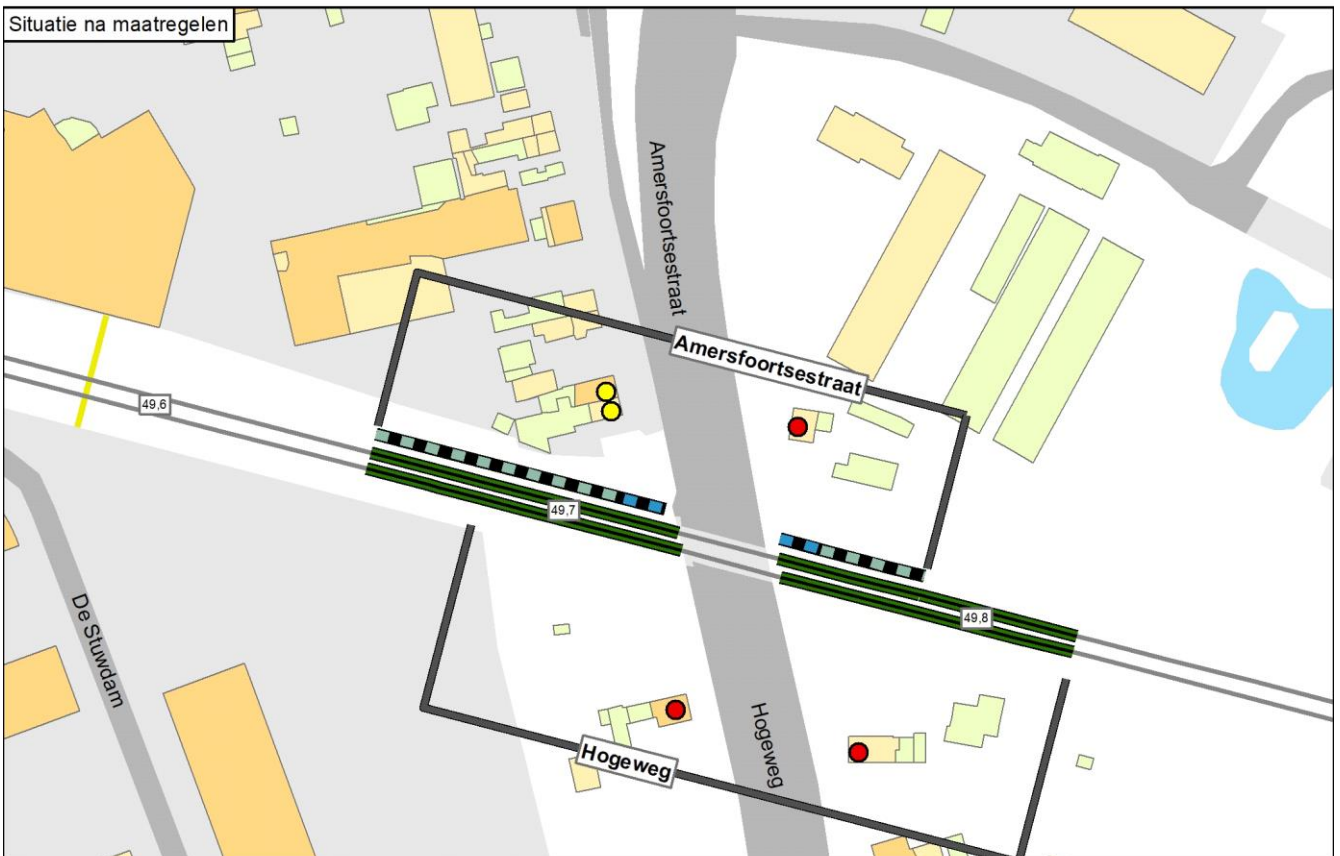 Situatie na maatregelen
Amersfoortsestraat
Amersfoortsestraat
49,6
49,7
49,8
De Stuwdam
Hogeweg
Hogeweg